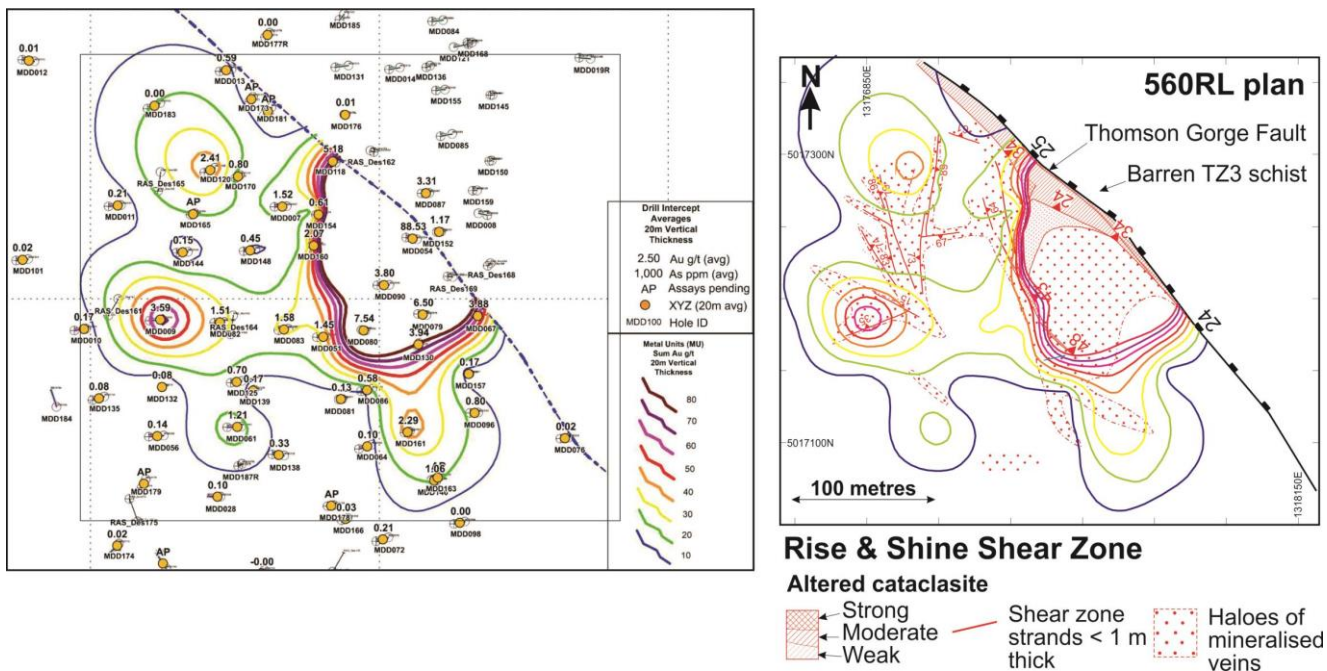 0.01
MDD012
0.00
MDD177R
MDD185
MDD084
MDD168
MDD121
0.59
MDD013
MDD131
MDD014
MDD136
MDD019R
0.00
MDD183
AP
MDD173
AP
MDD181
0.01
MDD176
MDD155
MDD145
MDD085
5.18
MDD118
RAS_Des162
MDD150
2.41
MDD120
0.80
MDD170
RAS_Des165
0.21
MDD011
AP
MDD165
1.52
MDD007
0.61
MDD154
3.31
MDD087
MDD159
MDD008
88.53
MDD054
1.17
MDD152
2.07
MDD160
0.15
MDD144
0.45
MDD148
0.02
MDD101
RAS_Des168
RAS_Des169
3.80
MDD090
RAS_Des161
3.59
MDD009
0.17
MDD010
1.51
RAS_Des164
1.58
MDD083
1.45
MDD051
7.54
MDD080
6.50
MDD079
3.88
MDD067
3.94
MDD130
0.08
MDD135
0.08
MDD132
0.70
MDD125
0.17
MDD139
0.13
MDD081
0.58
MDD086
0.17
MDD157
0.80
MDD096
MDD184
0.14
MDD056
1.21
MDD061
0.33
MDD138
0.10
MDD064
2.29
MDD161
0.02
MDD076
MDD187R
AP
MDD179
0.10
MDD028
1.06
MDD163
AP
MDD178
0.03
MDD166
RAS_Des175
0.02
MDD174
AP
-0.00
0.21
MDD072
0.00
MDD098
Drill Intercept
Averages
20m Vertical
Thickness
2.50 Au g/t (avg)
1,000 As ppm (avg)
AP Assays pending
XYZ (20m avg)
MDD100 Hole ID
Metal Units (MU)
Sum Au g/t
20m Vertical
Thickness
80
70
60
50
40
30
20
10
N
13176850E
560RL plan
Thomson Gorge Fault
Barren TZ3 schist
5017300N
25
34
24
34
24
48
67
5017100N
100 metres
1318150E
Rise & Shine Shear Zone
Altered cataclasite
Strong
Moderate
Weak
Shear zone
strands < 1 m
thick
Haloes of
mineralised
veins